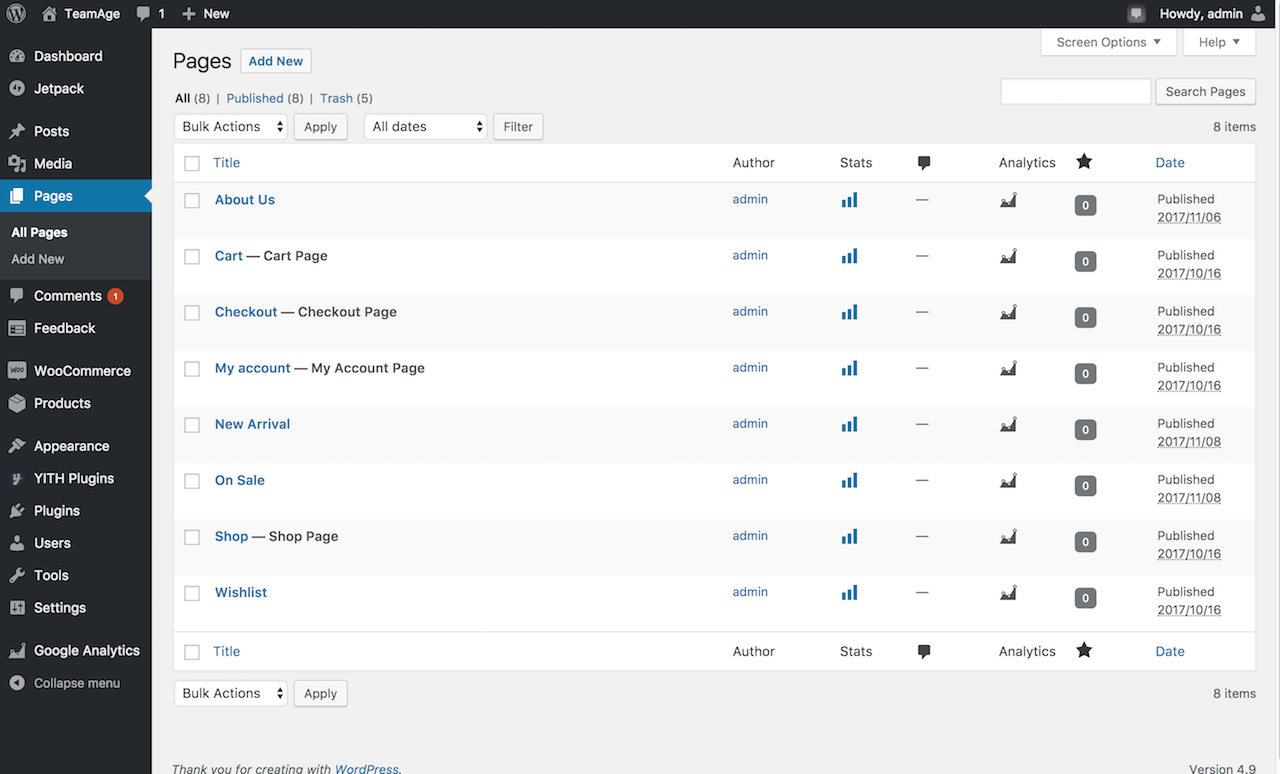 TeamAge 1 New Howdy, admin
Dashboard
Jetpack
Posts
Media
Pages
All Pages
Add New
Comments 1
Feedback
WooCommerce
Products
Appearance
YITH Plugins
Plugins
Users
Tools
Settings
Google Analytics
Collapse menu
Screen Options Help
Pages Add New
All (8) | Published (8) | Trash (5)
Search Pages
Bulk Actions Apply All dates Filter 8 items
Title Author Stats Analytics Date
About Us admin — 0 Published
2017/11/06
Cart — Cart Page admin — 0 Published
2017/10/16
Checkout — Checkout Page admin — 0 Published
2017/10/16
My account — My Account Page admin — 0 Published
2017/10/16
New Arrival admin — 0 Published
2017/11/08
On Sale admin — 0 Published
2017/11/08
Shop — Shop Page admin — 0 Published
2017/10/16
Wishlist admin — 0 Published
2017/10/16
Title Author Stats Analytics Date
Bulk Actions Apply 8 items
Thank you for creating with WordPress. Version 4.9